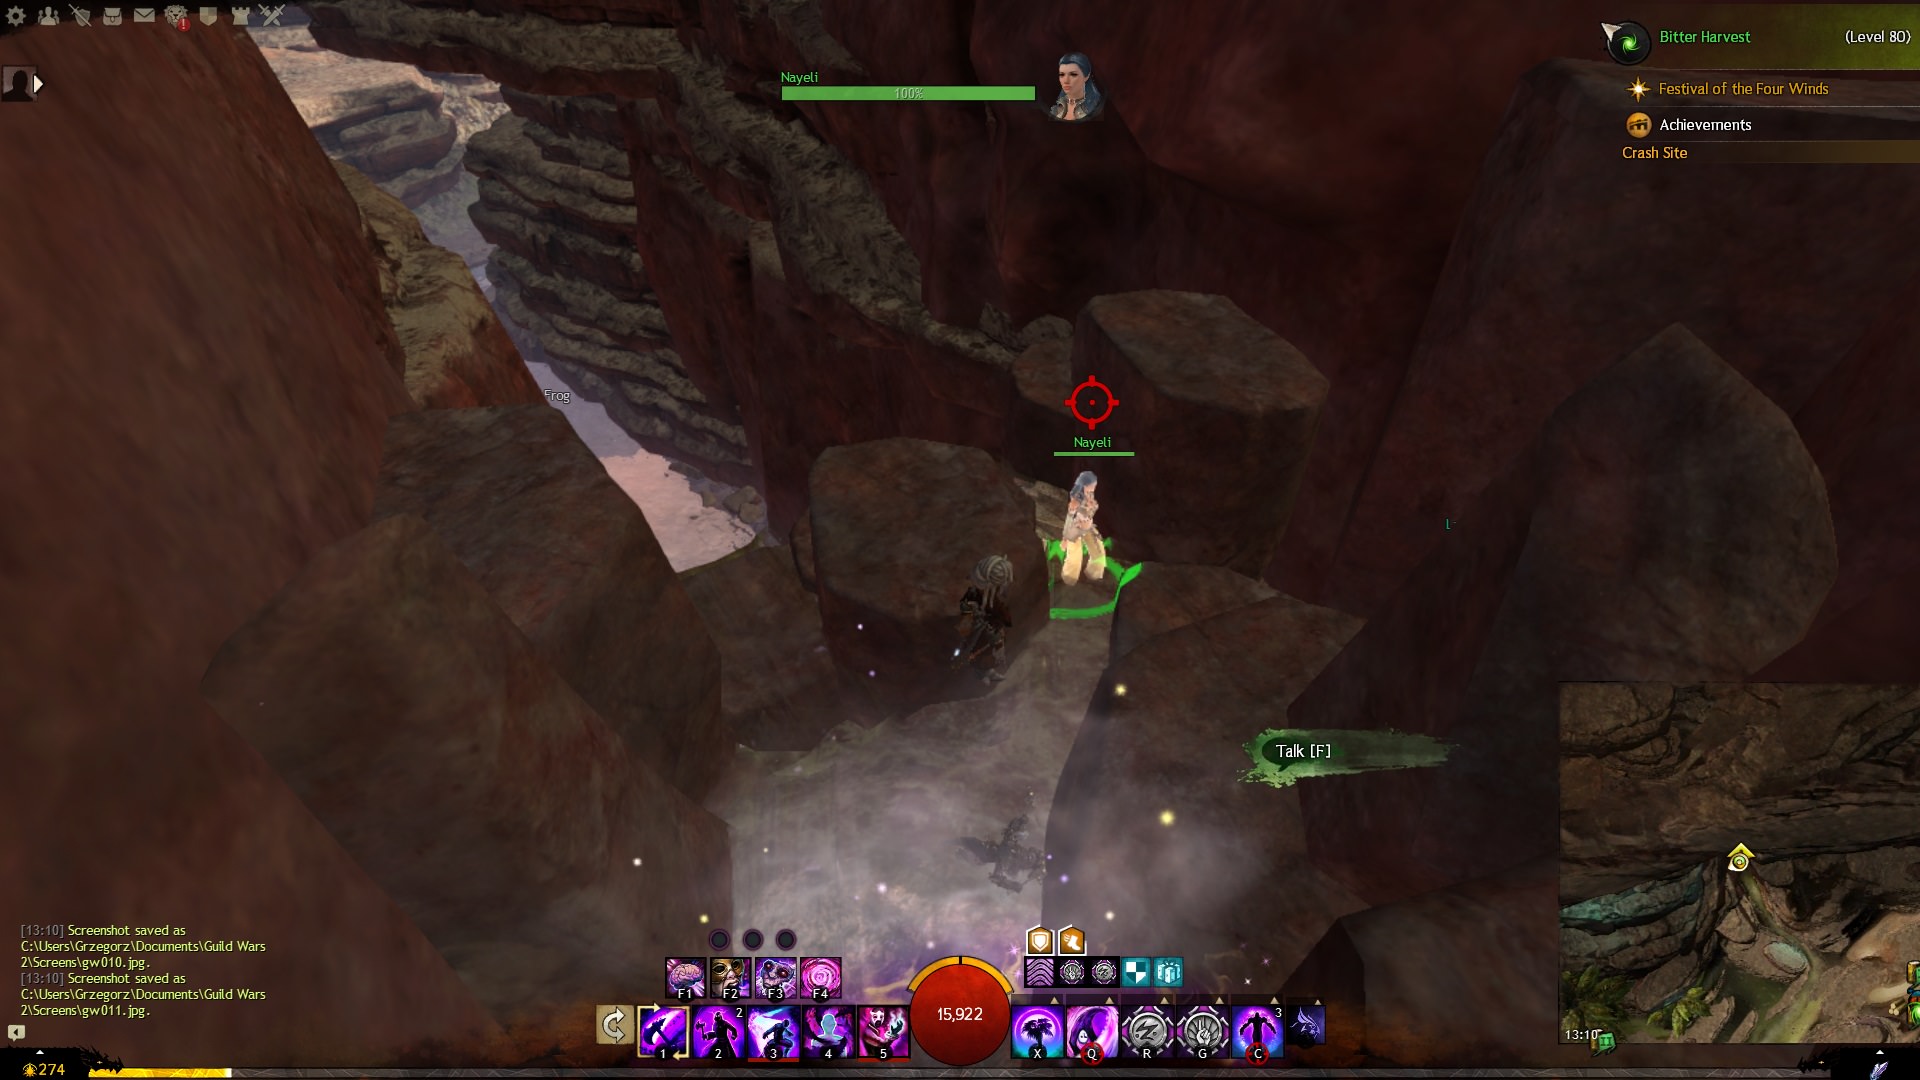 Nayeli
100%
Bitter Harvest
(Level 80)
Festival of the Four Winds
Achievements
Crash Site
Frog
Nayeli
Talk [F]
[13:10] Screenshot saved as
C:\Users\Grzegorz\Documents\Guild Wars
2\Screens\gw010.jpg.
[13:10] Screenshot saved as
C:\Users\Grzegorz\Documents\Guild Wars
2\Screens\gw011.jpg.
F1
F2
F3
F4
15,922
2
3
1
2
3
4
5
X
Q
R
G
C
13:10
274